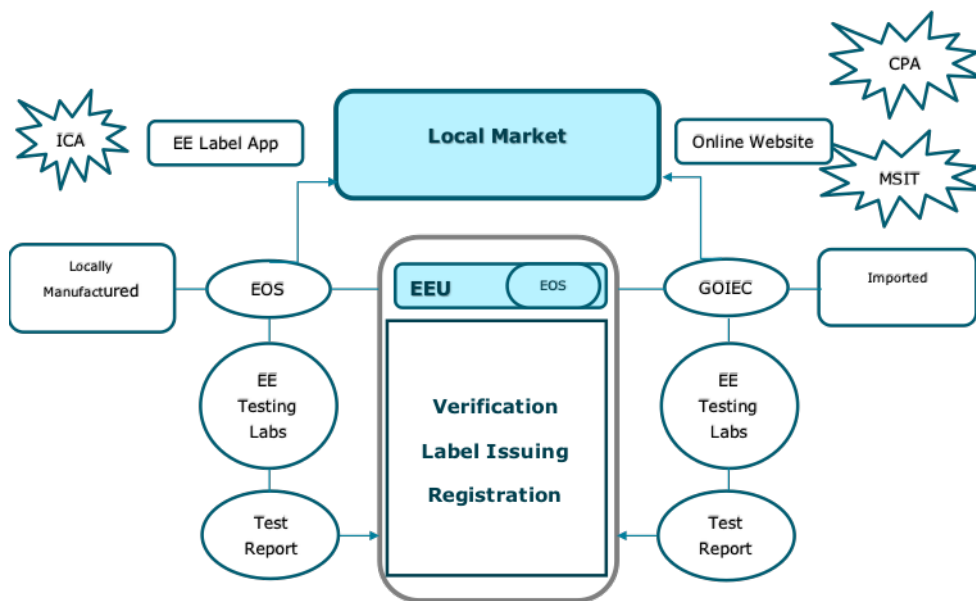 CPA
ICA
EE Label App
Local Market
Online Website
MSIT
Locally
Manufactured
EOS
EEU
EOS
GOIEC
Imported
EE
Testing
Labs
Verification
Label Issuing
Registration
EE
Testing
Labs
Test
Report
Test
Report